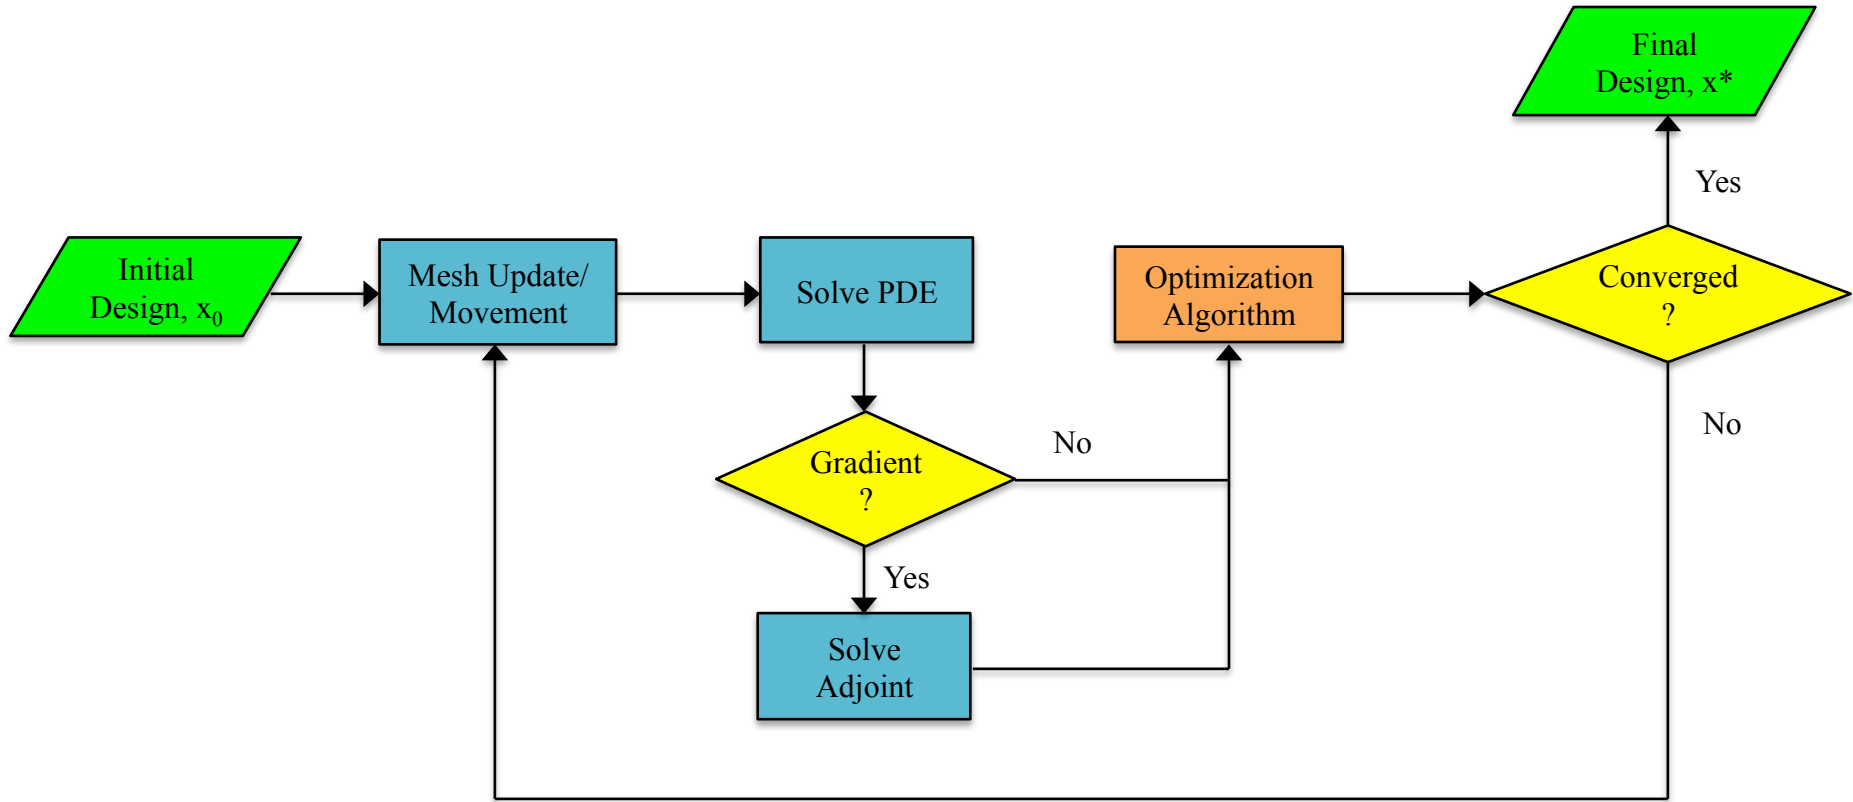 Final
Design, x*
Yes
Initial
Design, x₀
Mesh Update/
Movement
Solve PDE
Optimization
Algorithm
Converged
?
No
Gradient
?
No
Yes
Solve
Adjoint